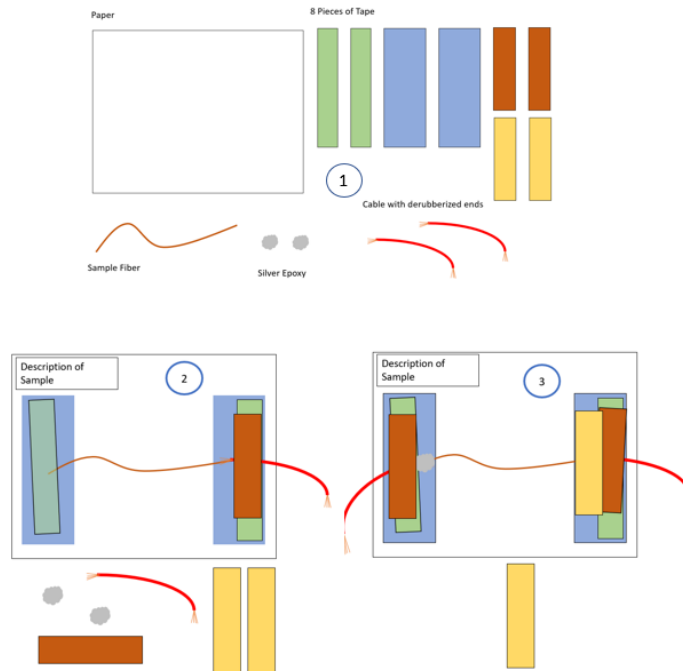 Paper
8 Pieces of Tape
1
Cable with derubberized ends
Sample Fiber
Silver Epoxy
Description of
Sample
2
Description of
Sample
3